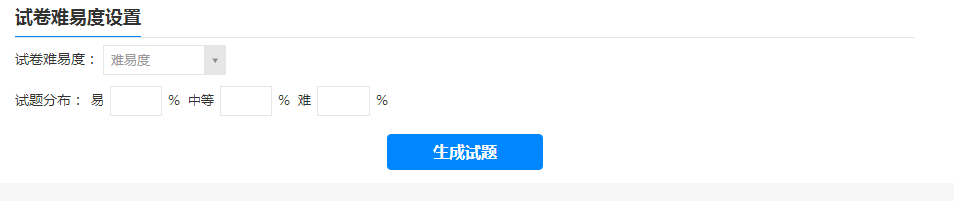 试卷难易度设置
试卷难易度： 难易度
试题分布： 易 % 中等 % 难 %
生成试题